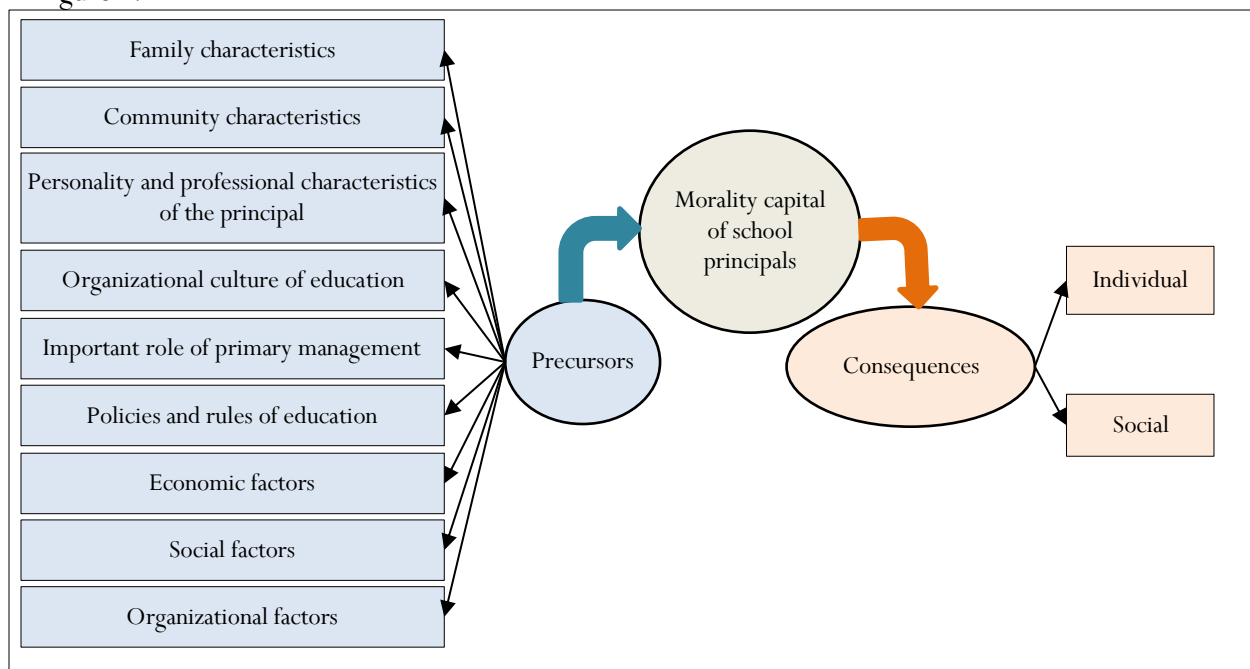 Family characteristics
Community characteristics
Personality and professional characteristics
of the principal
Organizational culture of education
Important role of primary management
Policies and rules of education
Economic factors
Social factors
Organizational factors
Precursors
Morality capital
of school
principals
Consequences
Individual
Social